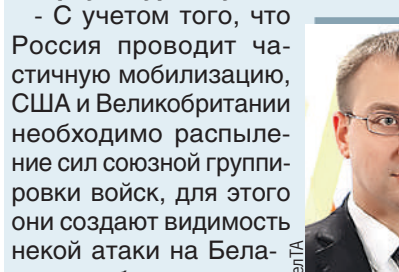 - С учетом того, что
Россия проводит ча-
стичную мобилизацию,
США и Великобритании
необходимо распыле-
ние сил союзной группи-
ровки войск, для этого
они создают видимость
некой атаки на Бела-
елТА